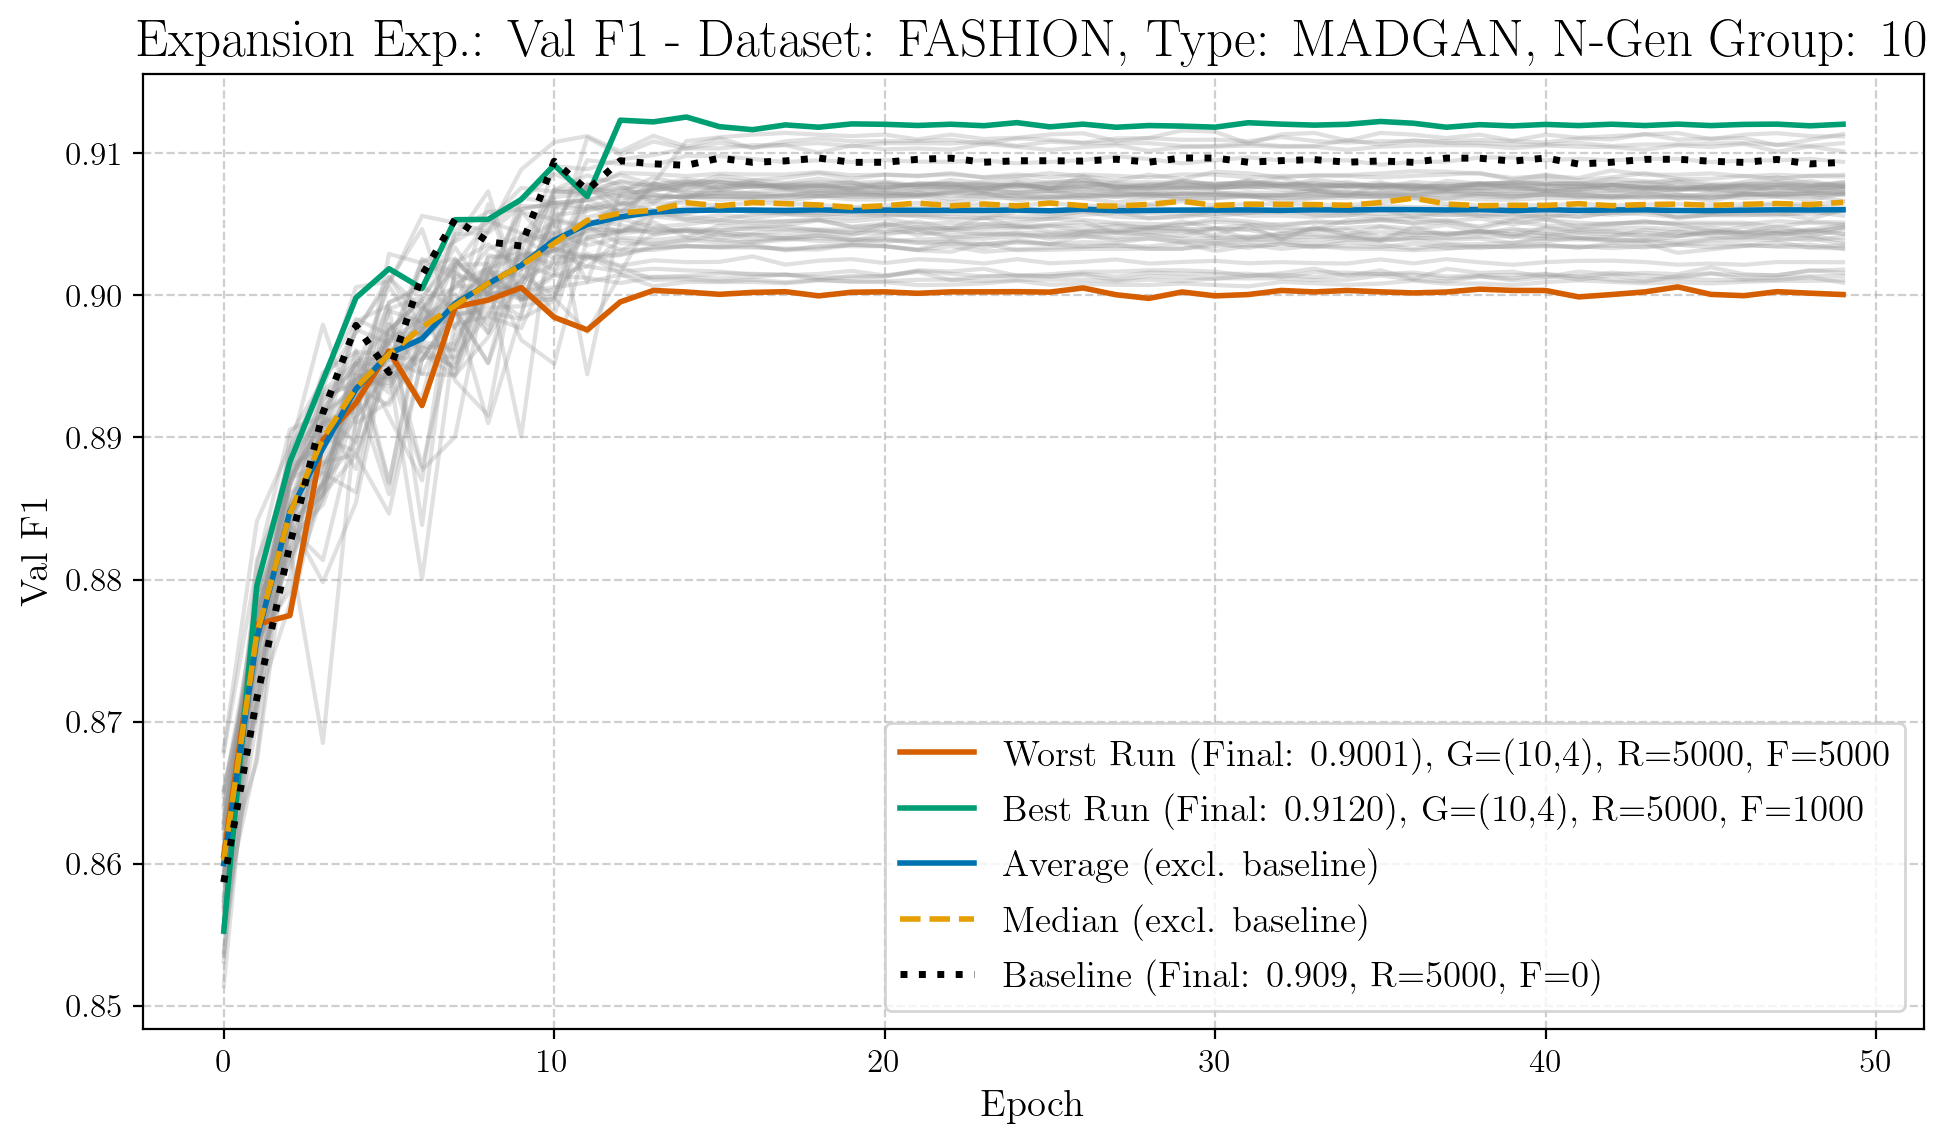 Expansion Exp.: Val F1 - Dataset: FASHION, Type: MADGAN, N-Gen Group: 10
Val F1
0.91
0.90
0.89
0.88
0.87
0.86
0.85
Worst Run (Final: 0.9001), G=(10,4), R=5000, F=5000
Best Run (Final: 0.9120), G=(10,4), R=5000, F=1000
Average (excl. baseline)
Median (excl. baseline)
Baseline (Final: 0.909, R=5000, F=0)
0 10 20 30 40 50
Epoch